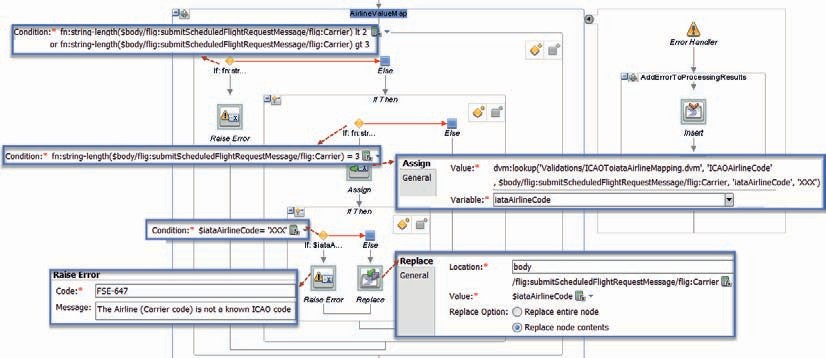 AirlineValueMap
Condition:* fn:string-length($body/flig:submitScheduledFlightRequestMessage/flig:Carrier) lt 2
or fn:string-length($body/flig:submitScheduledFlightRequestMessage/flig:Carrier) gt 3
Error Handler
If: fn:str...
Else
AddErrorToProcessingResults
If Then
Raise Error
Insert
If: fn:str...
Else
Condition:* fn:string-length($body/flig:submitScheduledFlightRequestMessage/flig:Carrier) = 3
Assign
General
Value:* dvm:lookup('Validations/ICAOToIataAirlineMapping.dvm', 'ICAOAirlineCode'
, $body/flig:submitScheduledFlightRequestMessage/flig:Carrier, 'iataAirlineCode', 'XXX')
Variable:* iataAirlineCode
Assign
If Then
Condition:* $iataAirlineCode= "XXX"
If: $iataA...
Else
Raise Error
Replace
Raise Error
Code:* FSE-647
Message: The Airline (Carrier code) is not a known ICAO code
Replace
General
Location:* body
/flig:submitScheduledFlightRequestMessage/flig:Carrier
Value:* $iataAirlineCode
Replace Option: Replace entire node
Replace node contents